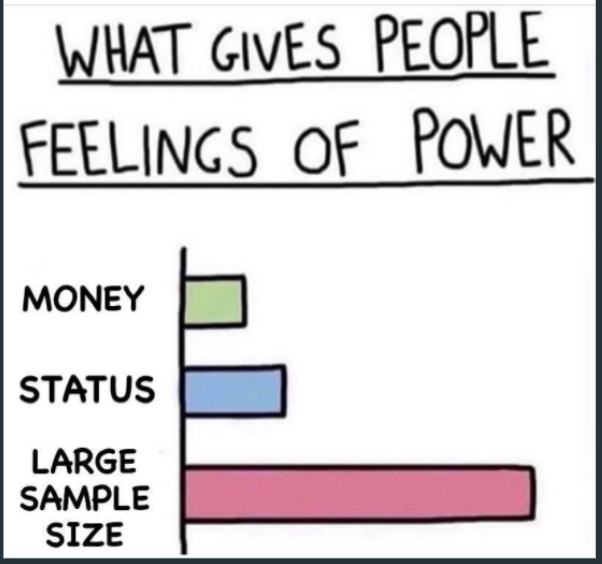 WHAT GIVES PEOPLE
FEELINGS OF POWER
MONEY
STATUS
LARGE
SAMPLE
SIZE